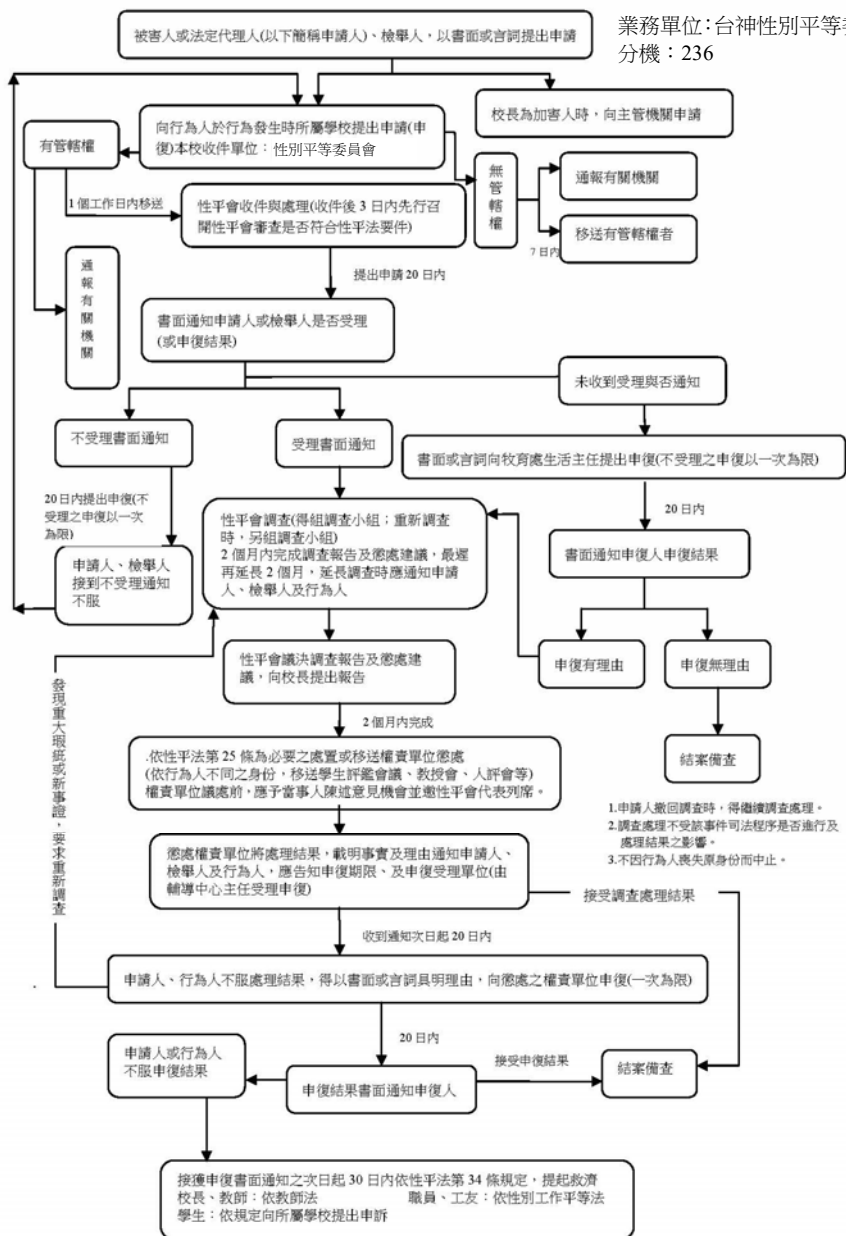 業務單位：台神性別平等
分機：236
被害人或法定代理人(以下簡稱申請人)、檢舉人，以書面或言詞提出申請
校長為加害人時，向主管機關申請
向行為人於行為發生時所屬學校提出申請(申
復)本校收件單位：性別平等委員會
有管轄權
無管轄權
通報有關機關
移送有管轄權者
7日內
1個工作日內移送
性平會收件與處理(收件後3日內先行召
開性平會審查是否符合性平法要件)
通報有關機關
提出申請20日內
書面通知申請人或檢舉人是否受理
(或申復結果)
未收到受理與否通知
不受理書面通知
受理書面通知
書面或言詞向牧育處生活主任提出申復(不受理之申復以一次為限)
20日內提出申復(不
受理之申復以一次
為限)
20日內
性平會調查(得組調查小組；重新調查
時，另組調查小組)
2個月內完成調查報告及懲處建議，最遲
再延長2個月，延長調查時應通知申請
人、檢舉人及行為人
書面通知申復人申復結果
申請人、檢舉人
接到不受理通知
不服
申復有理由
申復無理由
性平會議決調查報告及懲處建
議，向校長提出報告
發現重大瑕疵或新事證，要求重新調查
2個月內完成
結案備查
.依性平法第25條為必要之處置或移送權責單位懲處
(依行為人不同之身份，移送學生評鑑會議、教授會、人評會等)
權責單位議處前，應予當事人陳述意見機會並邀性平會代表列席。
1.申請人撤回調查時，得繼續調查處理。
2.調查處理不受該事件司法程序是否進行及
處理結果之影響。
3.不因行為人喪失原身份而中止。
懲處權責單位將處理結果，載明事實及理由通知申請人、
檢舉人及行為人，應告知申復期限、及申復受理單位(由
輔導中心主任受理申復)
接受調查處理結果
收到通知次日起20日內
申請人、行為人不服處理結果，得以書面或言詞具明理由，向懲處之權責單位申復(一次為限)
20日內
申請人或行為人
不服申復結果
申復結果書面通知申復人
接受申復結果
結案備查
接獲申復書面通知之次日起30日內依性平法第34條規定，提起救濟
校長、教師：依教師法 職員、工友：依性別工作平等法
學生：依規定向所屬學校提出申訴